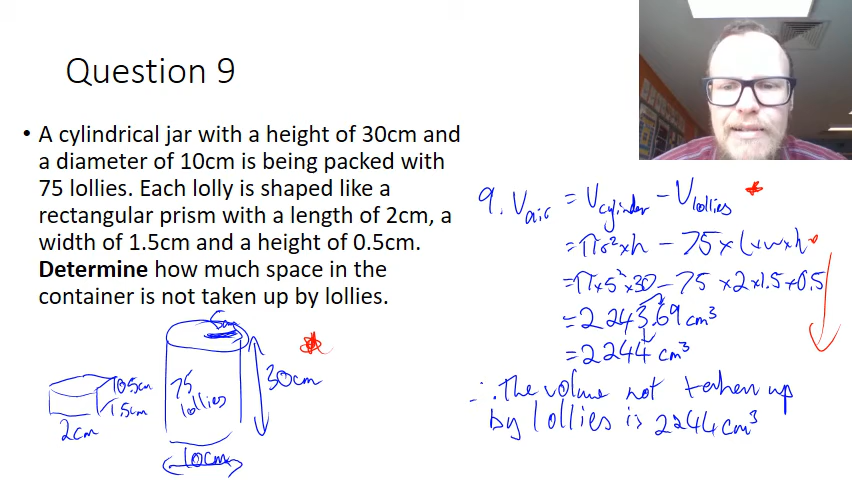 Question 9
• A cylindrical jar with a height of 30cm and
a diameter of 10cm is being packed with
75 lollies. Each lolly is shaped like a
rectangular prism with a length of 2cm, a
width of 1.5cm and a height of 0.5cm.
Determine how much space in the
container is not taken up by lollies.
0.5cm
1.5cm
2cm
75
lollies
30cm
10cm
9. V air = V cylinder - V lollies
= πr² × h - 75 × l × w × h
= π × 5² × 30 - 75 × 2 × 1.5 × 0.5
= 2243.69 cm³
= 2244 cm³
∴ The volume not taken up
by lollies is 2244 cm³